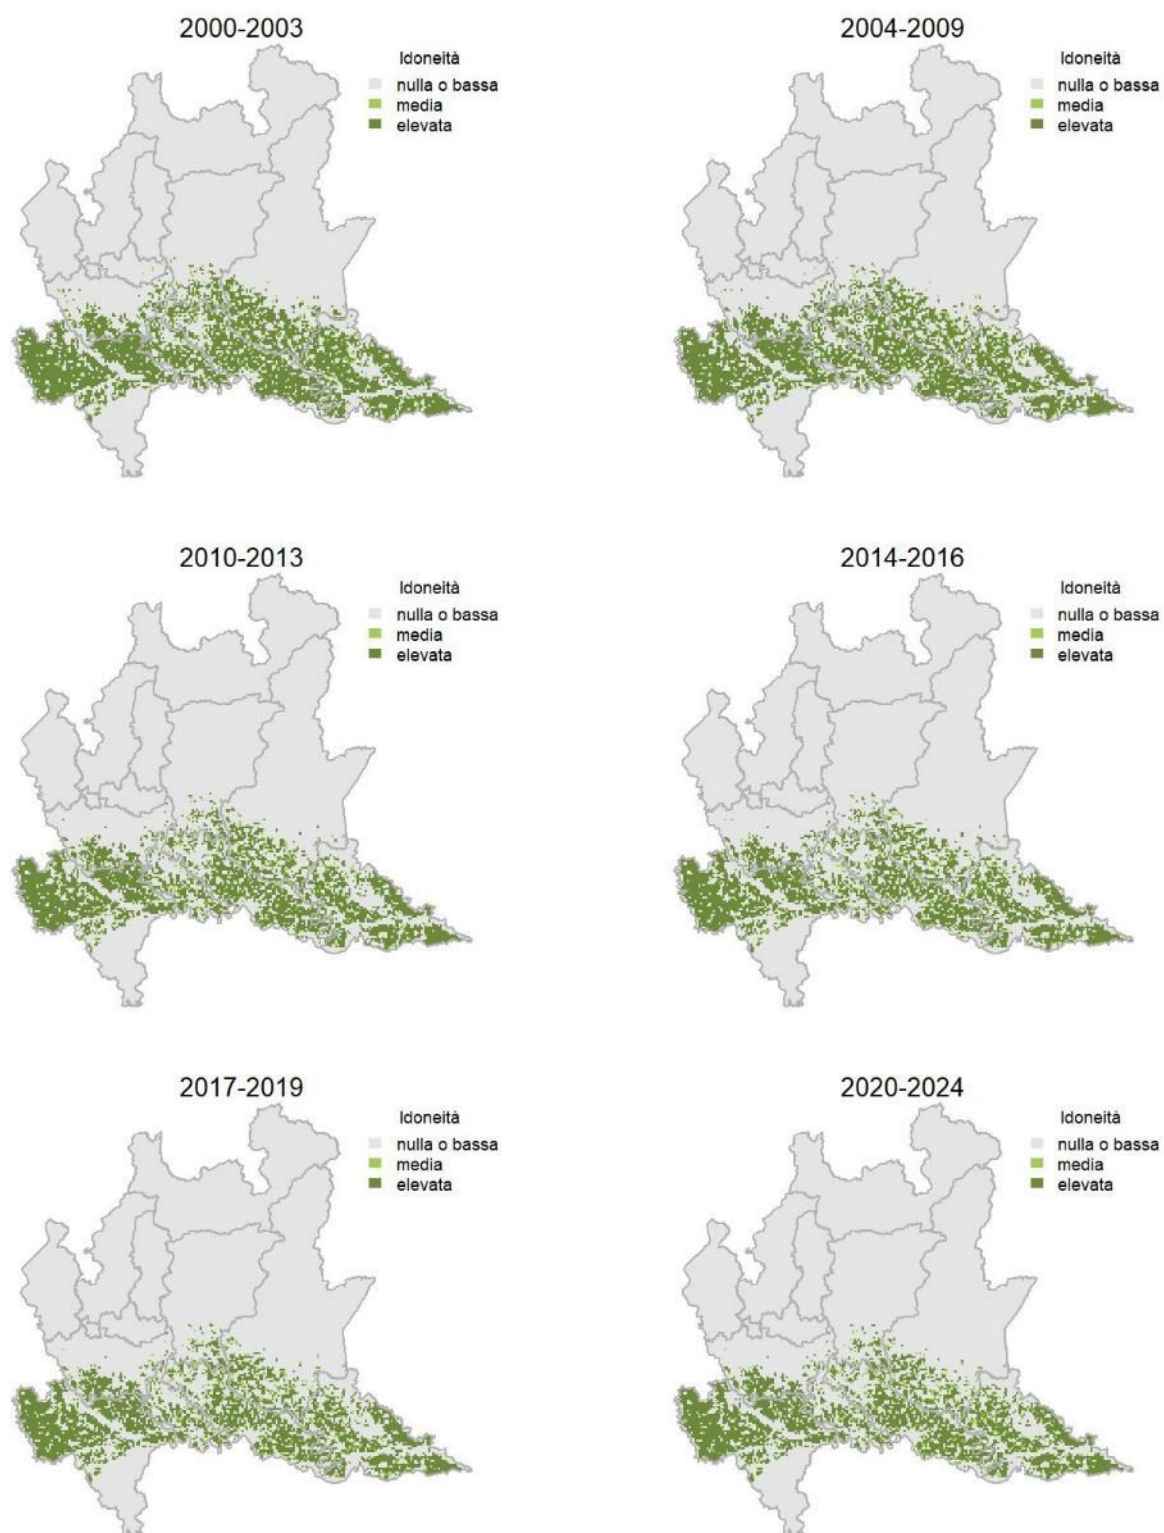 2000-2003
Idoneità
nulla o bassa
media
elevata
2004-2009
Idoneità
nulla o bassa
media
elevata
2010-2013
Idoneità
nulla o bassa
media
elevata
2014-2016
Idoneità
nulla o bassa
media
elevata
2017-2019
Idoneità
nulla o bassa
media
elevata
2020-2024
Idoneità
nulla o bassa
media
elevata